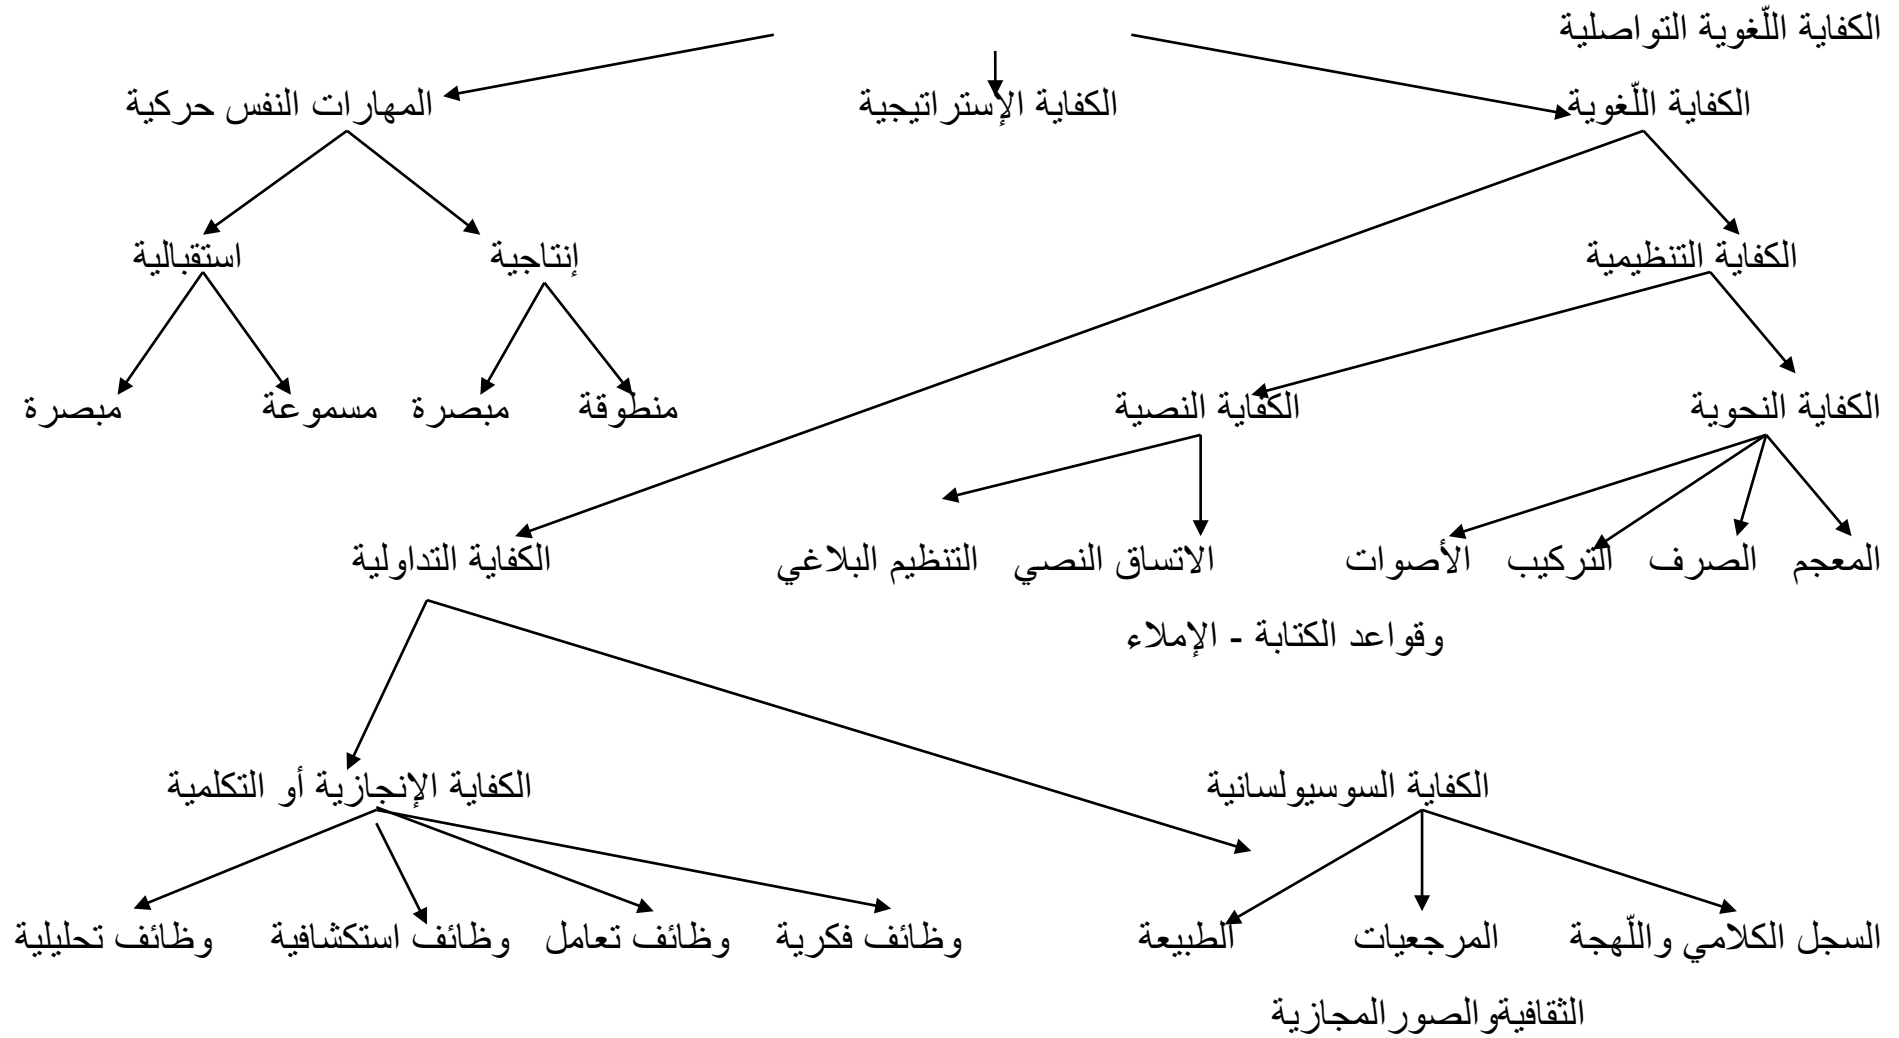 الكفاية اللّغوية التواصلية
الكفاية اللّغوية الكفاية الإستراتيجية المهارات النفس حركية
الكفاية التنظيمية إنتاجية استقبالية
الكفاية النحوية الكفاية النصية منطوقة مبصرة مسموعة مبصرة
المعجم الصرف التركيب الأصوات الاتساق النصي التنظيم البلاغي الكفاية التداولية
وقواعد الكتابة - الإملاء
الكفاية السوسيولسانية الكفاية الإنجازية أو التكلمية
السجل الكلامي واللّهجة المرجعيات الطبيعة وظائف فكرية وظائف تعامل وظائف استكشافية وظائف تحليلية
الثقافيةوالصورالمجازية